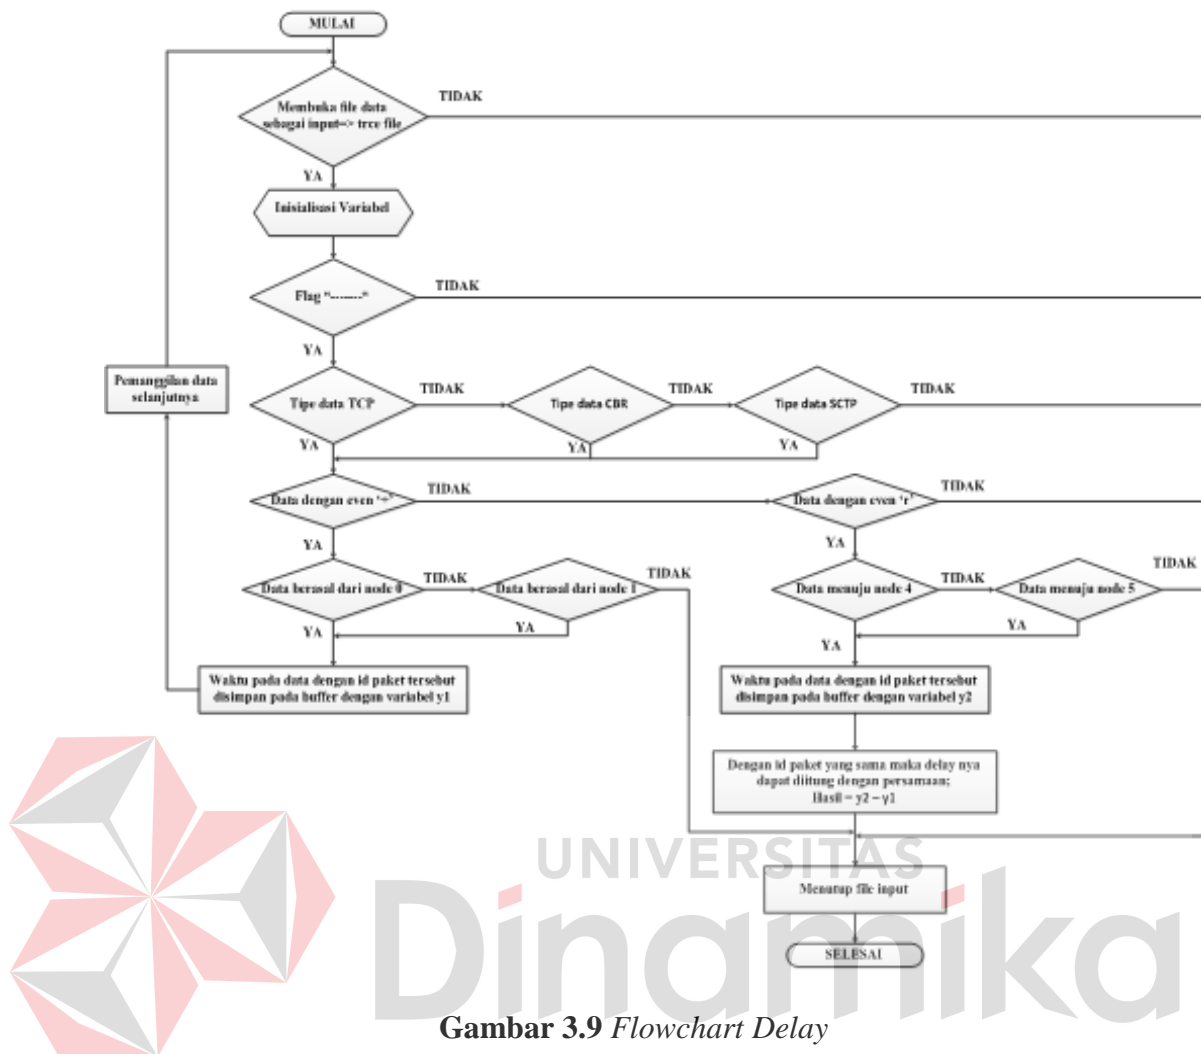 MULAI
Membuka file data
sebagai input=> trce file
TIDAK
YA
Inisialisasi Variabel
Flag "-------"
TIDAK
YA
Pemanggilan data
selanjutnya
Tipe data TCP
TIDAK
Tipe data CBR
TIDAK
Tipe data SCTP
TIDAK
YA
YA
YA
Data dengan even '+'
TIDAK
Data dengan even 'r'
TIDAK
YA
YA
Data berasal dari node 0
TIDAK
Data berasal dari node 1
TIDAK
Data menuju node 4
TIDAK
Data menuju node 5
TIDAK
YA
YA
YA
YA
Waktu pada data dengan id paket tersebut
disimpan pada buffer dengan variabel y1
Waktu pada data dengan id paket tersebut
disimpan pada buffer dengan variabel y2
Dengan id paket yang sama maka delay nya
dapat diitung dengan persamaan;
Hasil = y2 – y1
Menutup file input
SELESAI
UNIVERSITAS
Dinamika
Gambar 3.9 Flowchart Delay